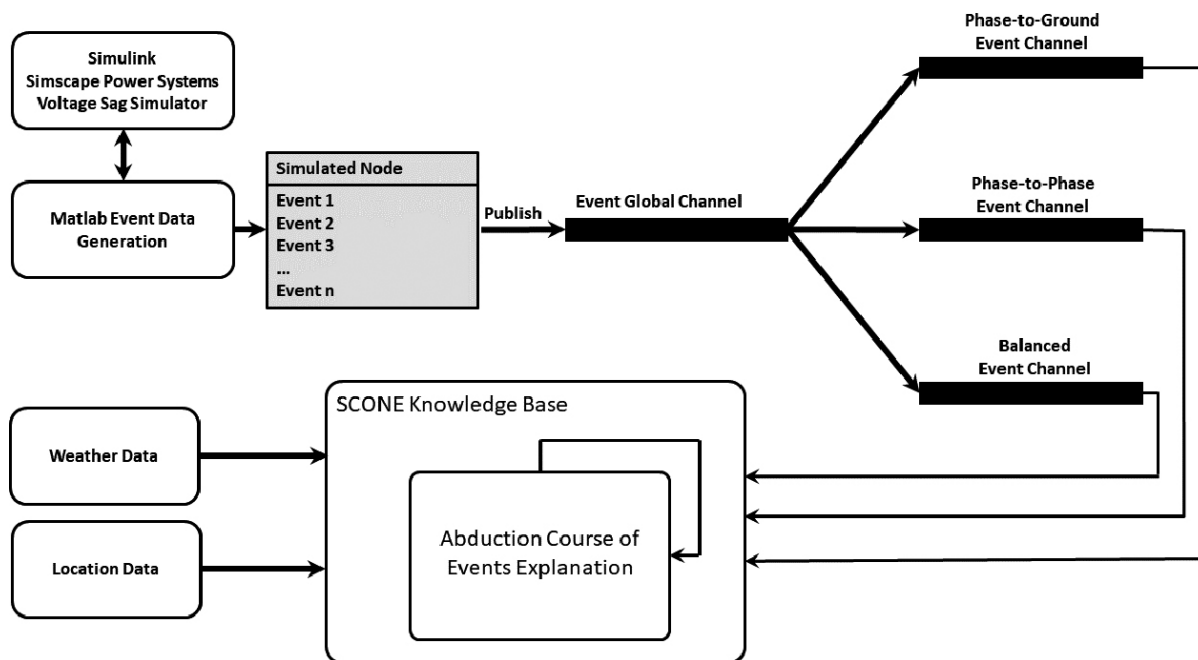 Simulink
Simscape Power Systems
Voltage Sag Simulator
Matlab Event Data
Generation
Simulated Node
Event 1
Event 2
Event 3
...
Event n
Publish
Event Global Channel
Phase-to-Ground
Event Channel
Phase-to-Phase
Event Channel
Balanced
Event Channel
Weather Data
Location Data
SCONE Knowledge Base
Abduction Course of
Events Explanation